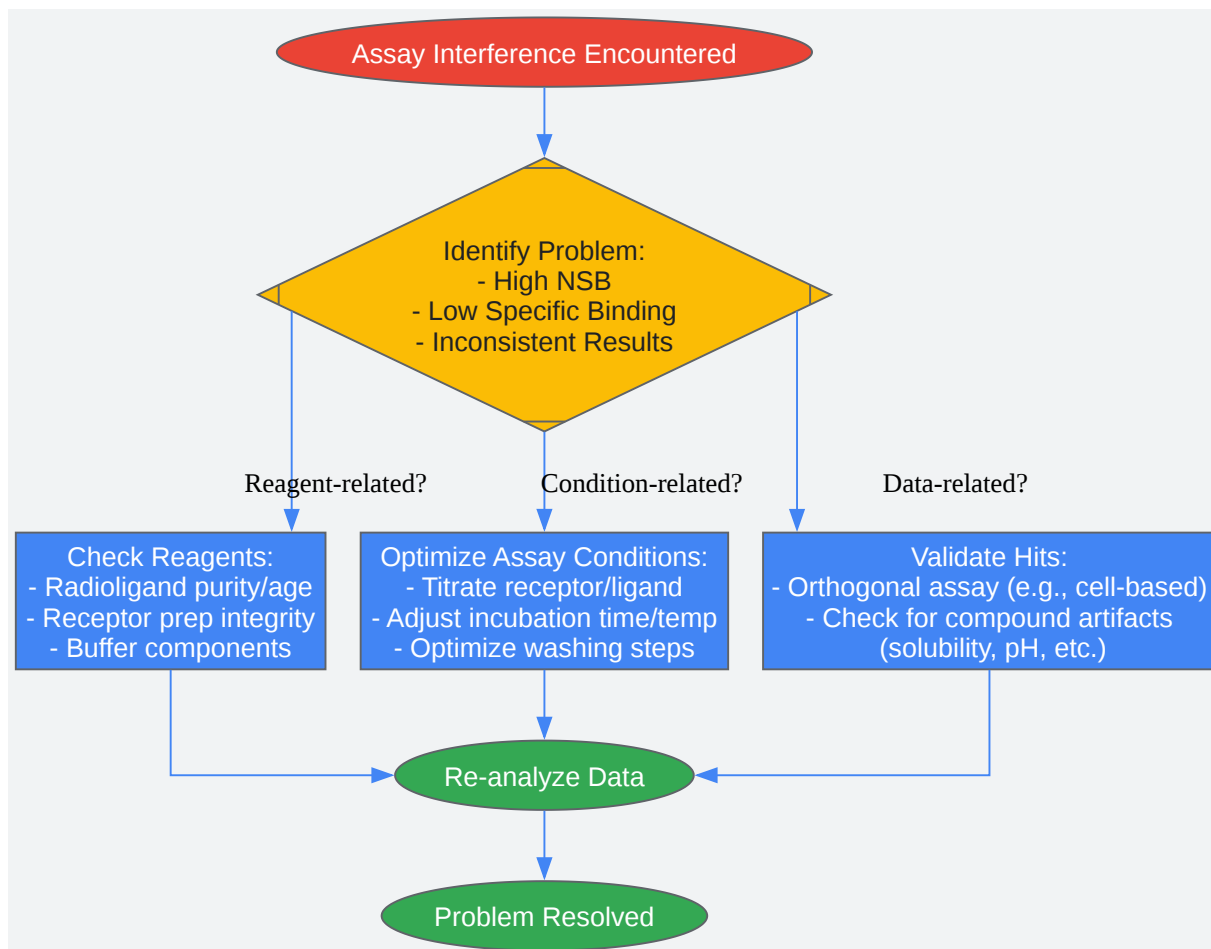 Assay Interference Encountered
Identify Problem:
- High NSB
- Low Specific Binding
- Inconsistent Results
Reagent-related?
Condition-related?
Data-related?
Check Reagents:
- Radioligand purity/age
- Receptor prep integrity
- Buffer components
Optimize Assay Conditions:
- Titrate receptor/ligand
- Adjust incubation time/temp
- Optimize washing steps
Validate Hits:
- Orthogonal assay (e.g., cell-based)
- Check for compound artifacts
(solubility, pH, etc.)
Re-analyze Data
Problem Resolved